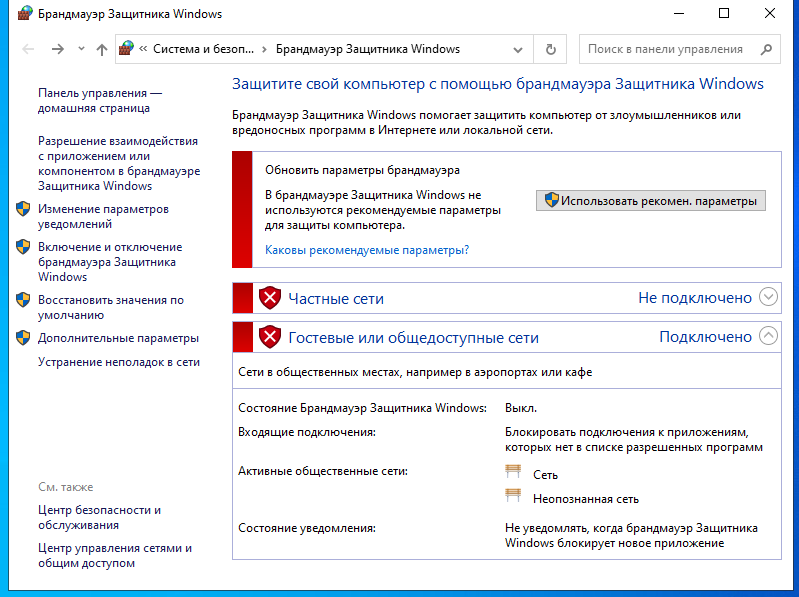 Брандмауэр Защитника Windows
« Система и безоп... › Брандмауэр Защитника Windows
Поиск в панели управления
Панель управления —
домашняя страница
Разрешение взаимодействия
с приложением или
компонентом в брандмауэре
Защитника Windows
Изменение параметров
уведомлений
Включение и отключение
брандмауэра Защитника
Windows
Восстановить значения по
умолчанию
Дополнительные параметры
Устранение неполадок в сети
См. также
Центр безопасности и
обслуживания
Центр управления сетями и
общим доступом
Защитите свой компьютер с помощью брандмауэра Защитника Windows
Брандмауэр Защитника Windows помогает защитить компьютер от злоумышленников или
вредоносных программ в Интернете или локальной сети.
Обновить параметры брандмауэра
В брандмауэре Защитника Windows не
используются рекомендуемые параметры
для защиты компьютера.
Использовать рекомен. параметры
Каковы рекомендуемые параметры?
Частные сети Не подключено
Гостевые или общедоступные сети Подключено
Сети в общественных местах, например в аэропортах или кафе
Состояние Брандмауэр Защитника Windows: Выкл.
Входящие подключения: Блокировать подключения к приложениям,
которых нет в списке разрешенных программ
Активные общественные сети: Сеть
Неопознанная сеть
Состояние уведомления: Не уведомлять, когда брандмауэр Защитника
Windows блокирует новое приложение